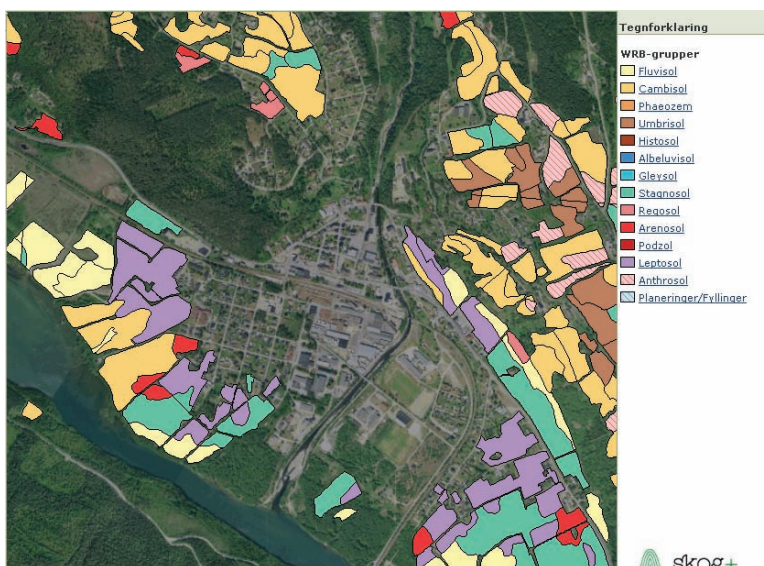 Tegnforklaring
WRB-grupper
Fluvisol
Cambisol
Phaeozem
Umbrisol
Histosol
Albeluvisol
Gleysol
Stagnosol
Regosol
Arenosol
Podzol
Leptosol
Anthrosol
Planeringer/Fyllinger
skog+